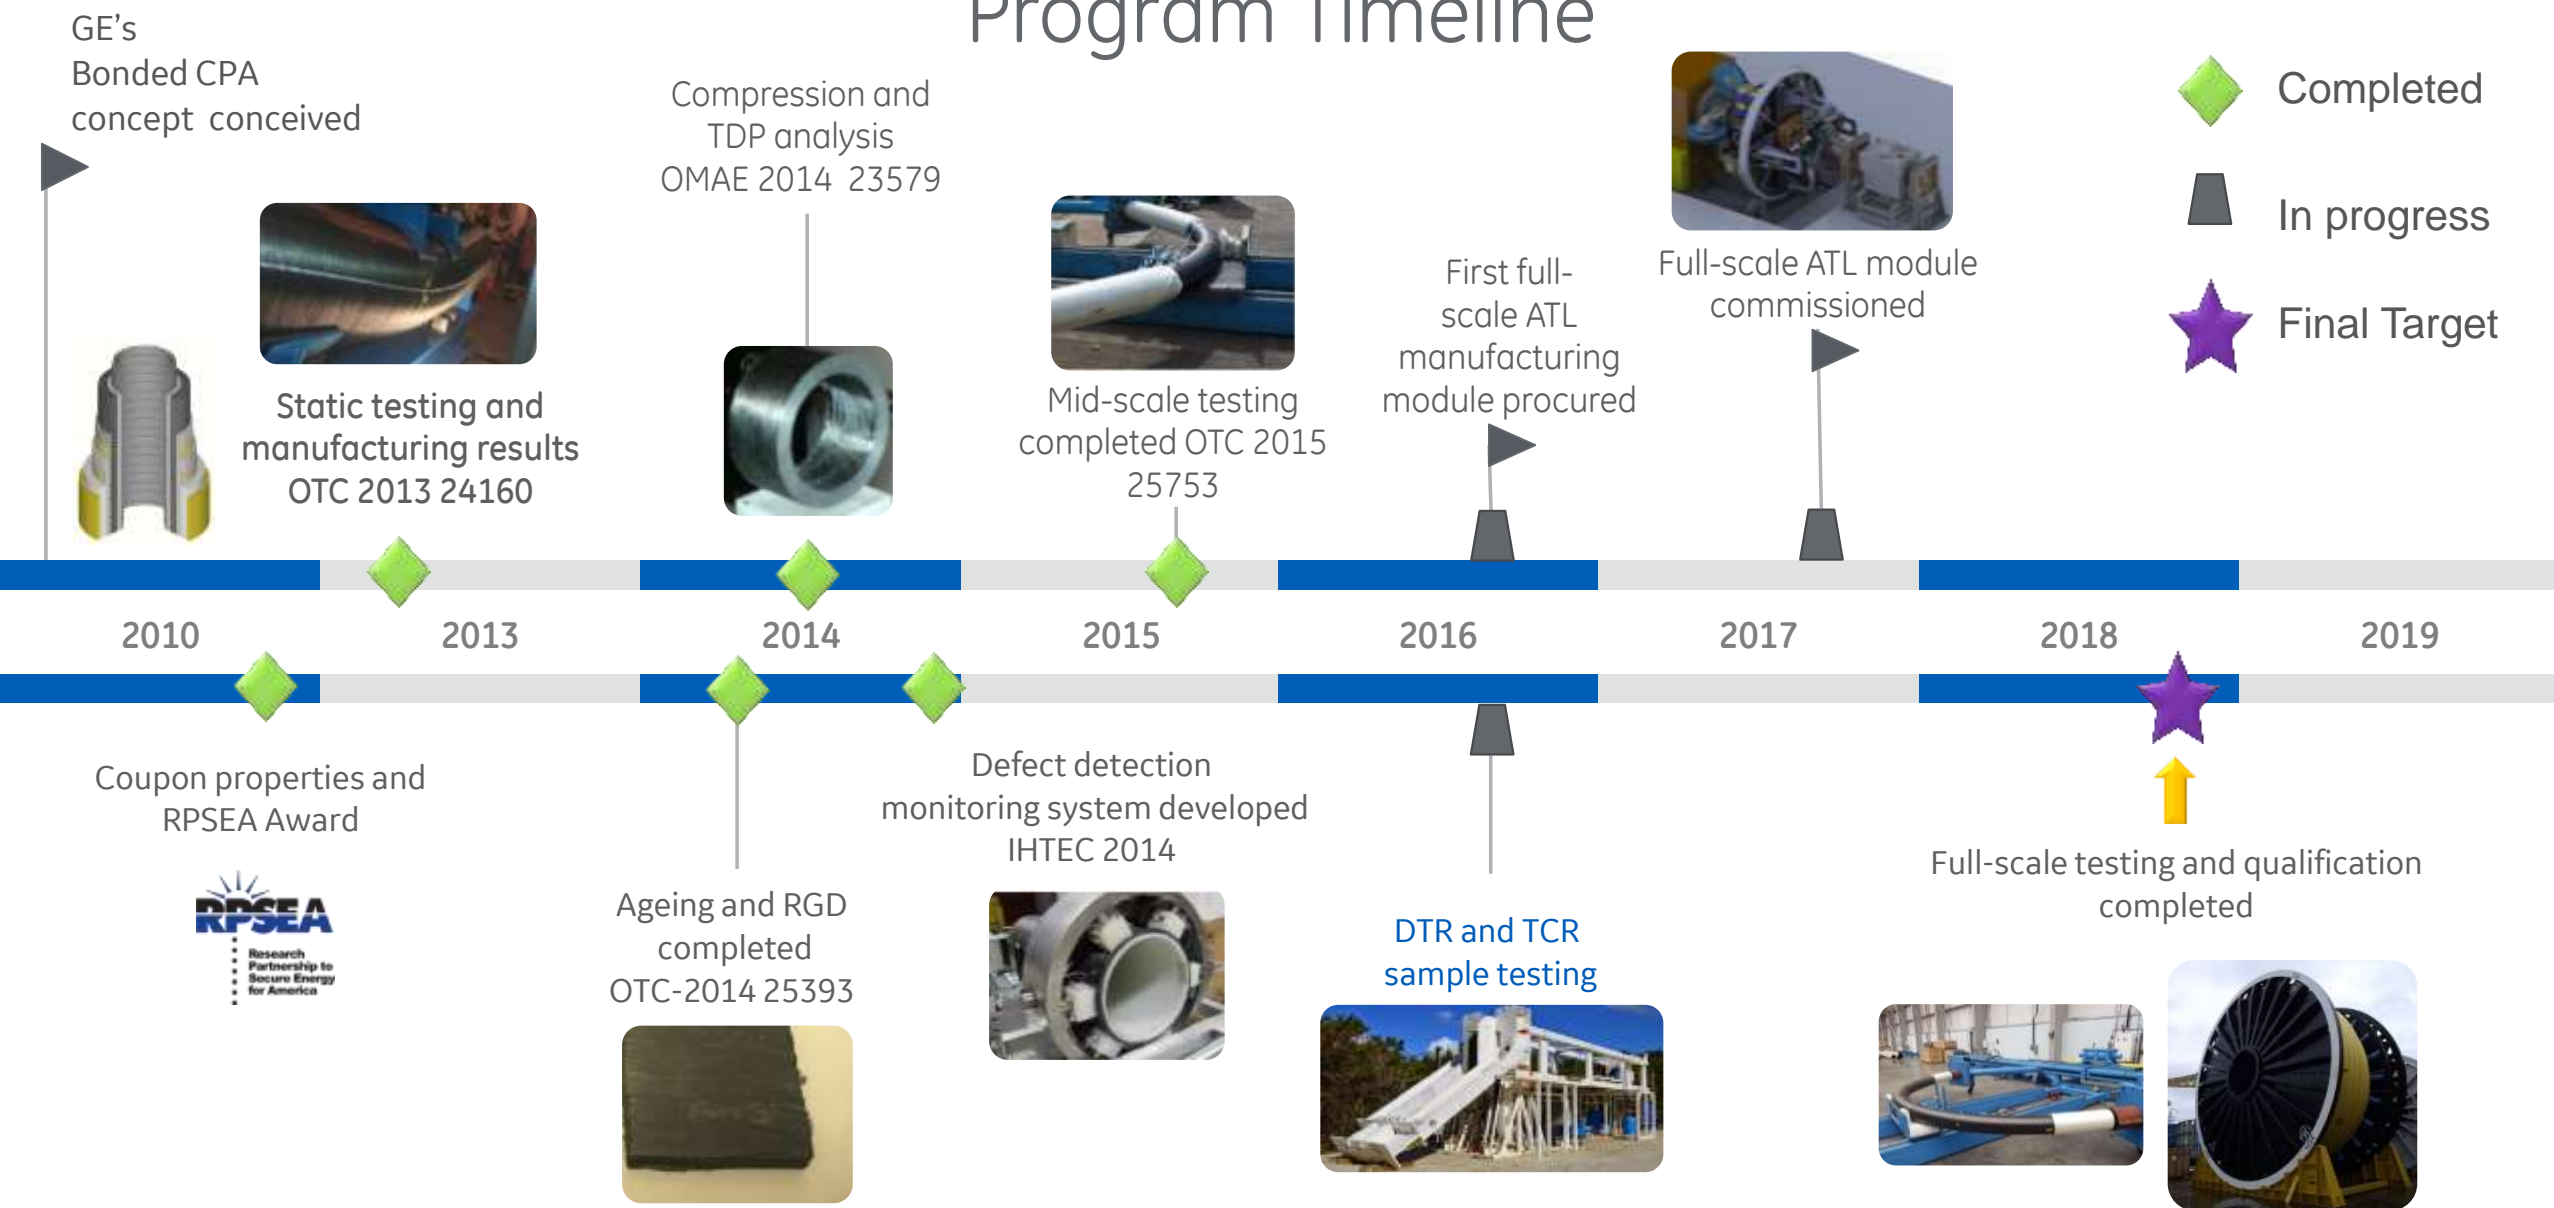 Program Timeline
GE's
Bonded CPA
concept conceived
Compression and
TDP analysis
OMAE 2014 23579
Static testing and
manufacturing results
OTC 2013 24160
Mid-scale testing
completed OTC 2015
25753
First full-
scale ATL
manufacturing
module procured
Full-scale ATL module
commissioned
Completed
In progress
Final Target
2010
2013
2014
2015
2016
2017
2018
2019
Coupon properties and
RPSEA Award
RPSEA
Research
Partnership to
Secure Energy
for America
Ageing and RGD
completed
OTC-2014 25393
Defect detection
monitoring system developed
IHTEC 2014
DTR and TCR
sample testing
Full-scale testing and qualification
completed